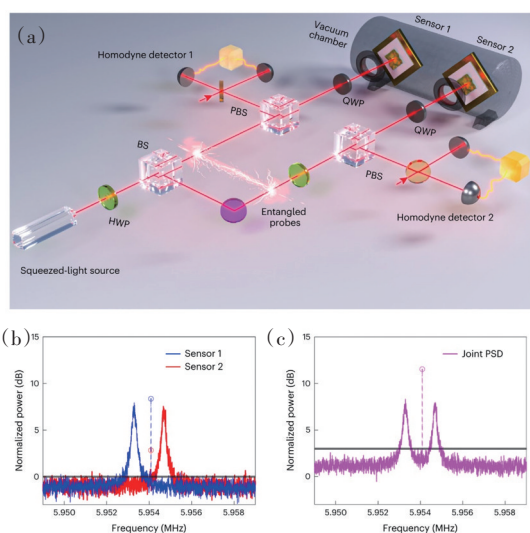 (a)
Homodyne detector 1
Vacuum
chamber
Sensor 1
Sensor 2
PBS
QWP
QWP
BS
PBS
HWP
Entangled
probes
Homodyne detector 2
Squeezed-light source
(b)
(c)
15
10
5
0
Normalized power (dB)
Sensor 1
Sensor 2
5.950
5.952
5.954
5.956
5.958
Frequency (MHz)
15
10
5
0
Normalized power (dB)
Joint PSD
5.950
5.952
5.954
5.956
5.958
Frequency (MHz)